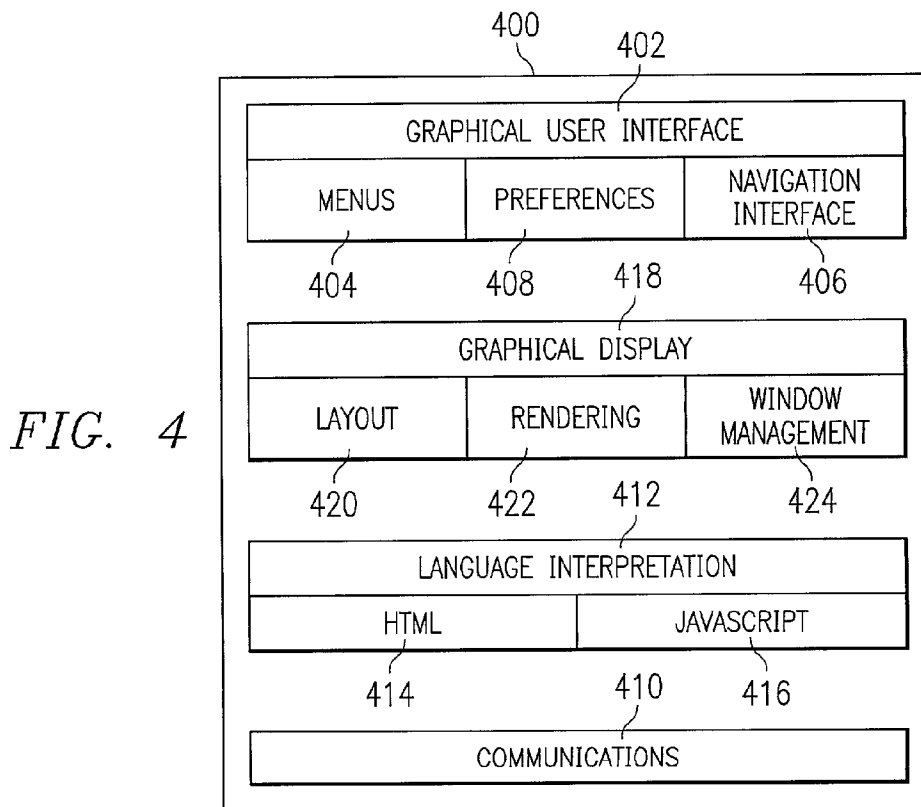 400
402
GRAPHICAL USER INTERFACE
MENUS
PREFERENCES
NAVIGATION
INTERFACE
404
408
418
406
GRAPHICAL DISPLAY
LAYOUT
RENDERING
WINDOW
MANAGEMENT
FIG. 4
420
422
412
424
LANGUAGE INTERPRETATION
HTML
JAVASCRIPT
414
410
416
COMMUNICATIONS